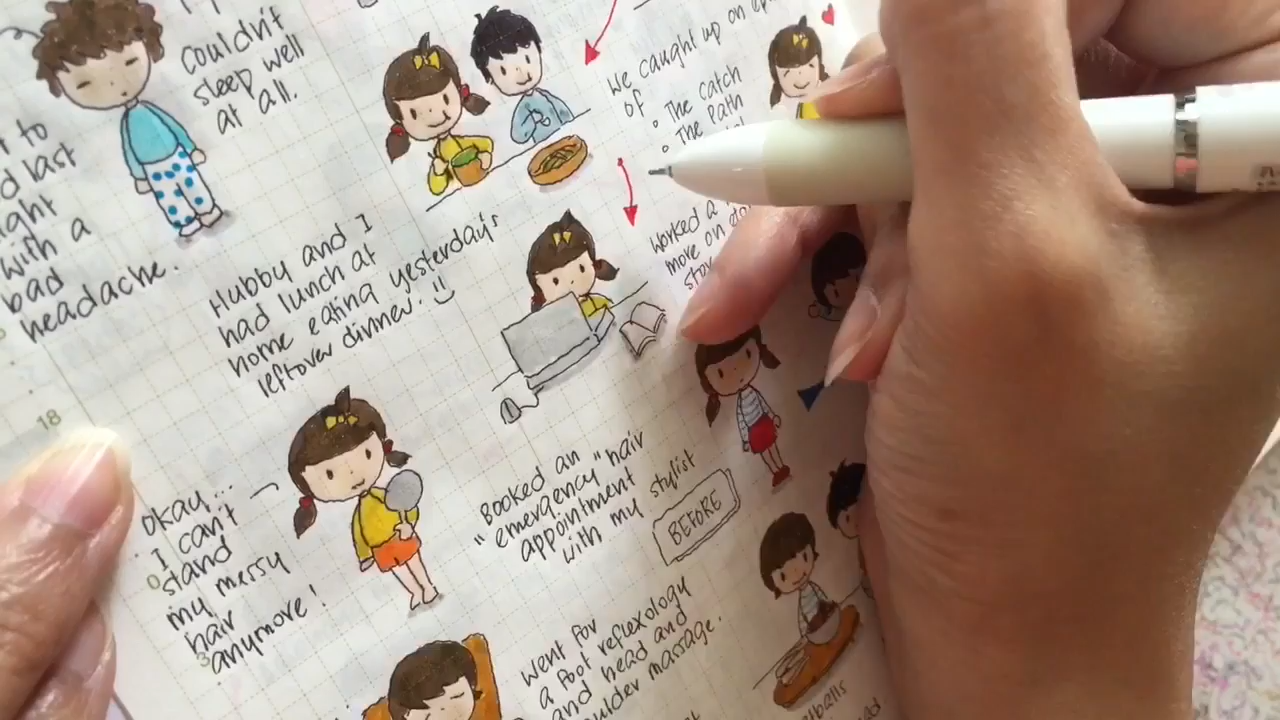 couldn't
sleep well
at all.
to
last
with a
bad
headache.
We caught up on
of
• The catch
• The Path
Worked a
more on
Hubby and I
had lunch at
home eating yesterday's
leftover dinner!
18
okay...
I can't
stand
my messy
hair
anymore!
Booked an
"emergency "hair
appointment
with my stylist
BEFORE
Went for
a foot reflexology
and head and
massage.